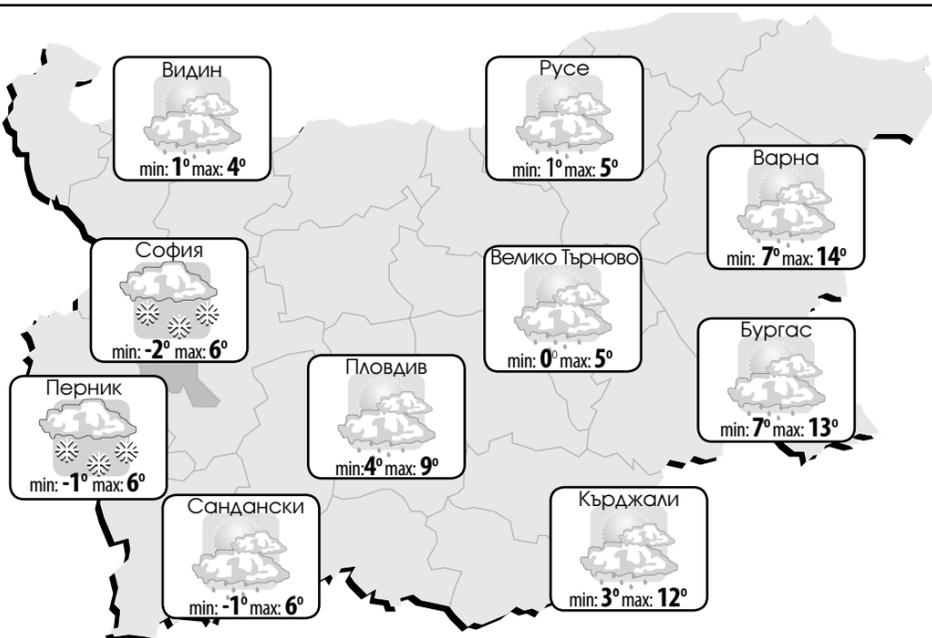 Видин
min: 1° max: 4°
Русе
min: 1° max: 5°
Варна
min: 7° max: 14°
София
min: -2° max: 6°
Велико Търново
min: 0° max: 5°
Бургас
min: 7° max: 13°
Пловдив
min:4° max: 9°
Перник
min: -1° max: 6°
Сандански
min: -1° max: 6°
Кърджали
min: 3° max: 12°